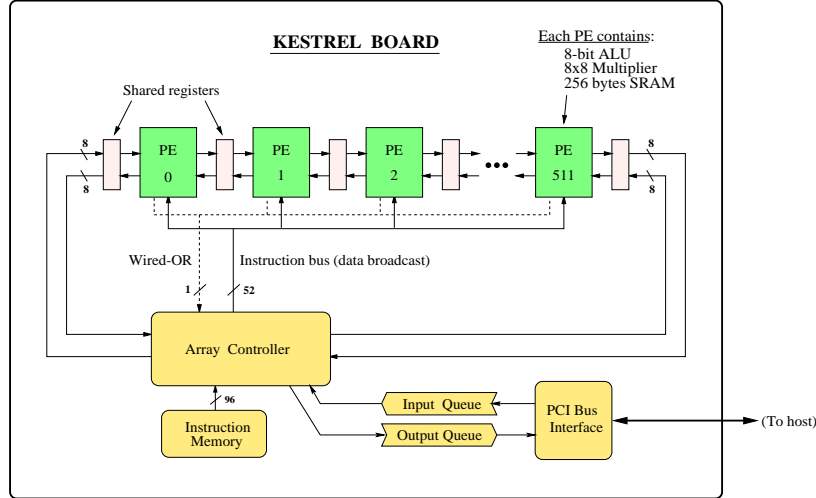 KESTREL BOARD
Each PE contains:
8-bit ALU
8x8 Multiplier
256 bytes SRAM
Shared registers
8
8
PE
0
PE
1
PE
2
•••
PE
511
8
8
Wired-OR
Instruction bus (data broadcast)
1
52
Array Controller
96
Instruction
Memory
Input Queue
Output Queue
PCI Bus
Interface
(To host)